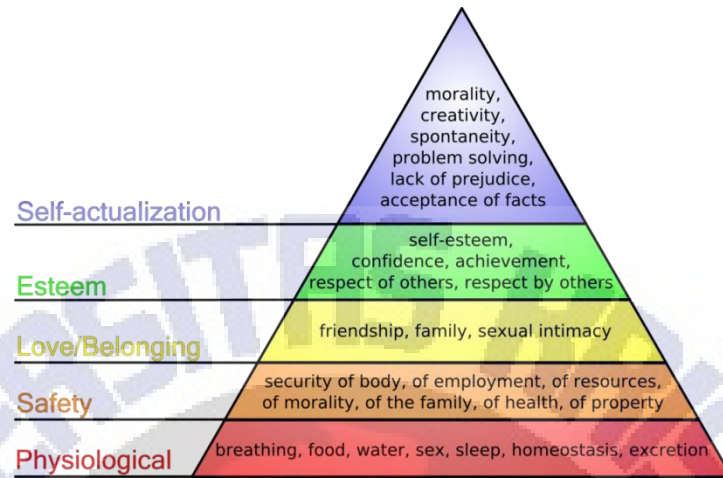 morality,
creativity,
spontaneity,
problem solving,
lack of prejudice,
acceptance of facts
Self-actualization
self-esteem,
confidence, achievement,
respect of others, respect by others
Esteem
friendship, family, sexual intimacy
Love/Belonging
security of body, of employment, of resources,
of morality, of the family, of health, of property
Safety
breathing, food, water, sex, sleep, homeostasis, excretion
Physiological